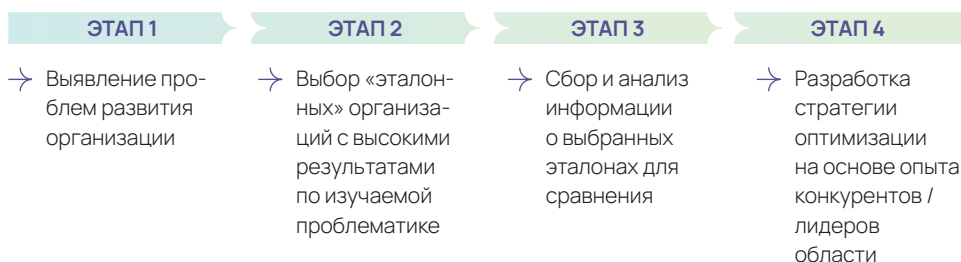 ЭТАП 1
Выявление про-
блем развития
организации
ЭТАП 2
Выбор «эталон-
ных» организа-
ций с высокими
результатами
по изучаемой
проблематике
ЭТАП 3
Сбор и анализ
информации
о выбранных
эталонах для
сравнения
ЭТАП 4
Разработка
стратегии
оптимизации
на основе опыта
конкурентов /
лидеров
области